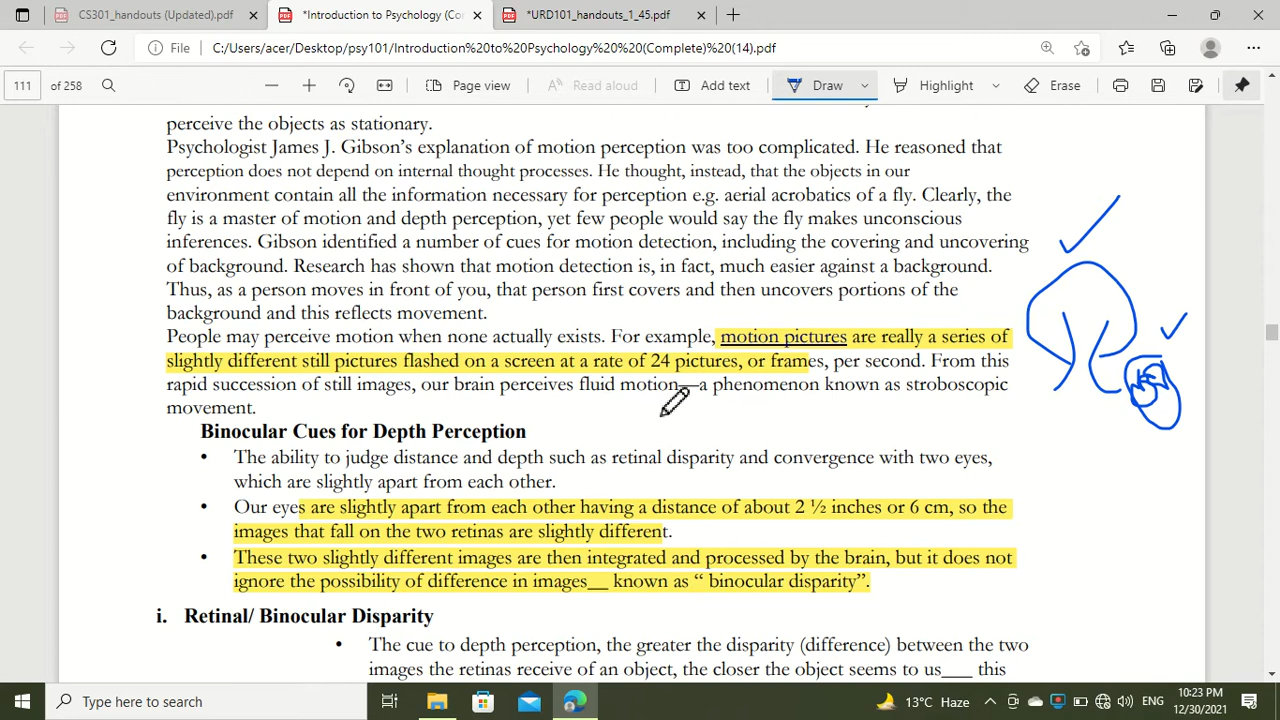 CS301_handouts (Updated).pdf
*Introduction to Psychology (Co
*URD101_handouts_1_45.pdf
File
C:/Users/acer/Desktop/psy101/Introduction%20to%20Psychology%20%20(Complete)%20(14).pdf
111 of 258
Page view
Read aloud
Add text
Draw
Highlight
Erase
perceive the objects as stationary.
Psychologist James J. Gibson’s explanation of motion perception was too complicated. He reasoned that
perception does not depend on internal thought processes. He thought, instead, that the objects in our
environment contain all the information necessary for perception e.g. aerial acrobatics of a fly. Clearly, the
fly is a master of motion and depth perception, yet few people would say the fly makes unconscious
inferences. Gibson identified a number of cues for motion detection, including the covering and uncovering
of background. Research has shown that motion detection is, in fact, much easier against a background.
Thus, as a person moves in front of you, that person first covers and then uncovers portions of the
background and this reflects movement.
People may perceive motion when none actually exists. For example, motion pictures are really a series of
slightly different still pictures flashed on a screen at a rate of 24 pictures, or frames, per second. From this
rapid succession of still images, our brain perceives fluid motion—a phenomenon known as stroboscopic
movement.
Binocular Cues for Depth Perception
• The ability to judge distance and depth such as retinal disparity and convergence with two eyes,
which are slightly apart from each other.
• Our eyes are slightly apart from each other having a distance of about 2 ½ inches or 6 cm, so the
images that fall on the two retinas are slightly different.
• These two slightly different images are then integrated and processed by the brain, but it does not
ignore the possibility of difference in images__ known as “ binocular disparity”.
i. Retinal/ Binocular Disparity
• The cue to depth perception, the greater the disparity (difference) between the two
images the retinas receive of an object, the closer the object seems to us___ this
Type here to search
13°C Haze
ENG
10:23 PM
12/30/2021